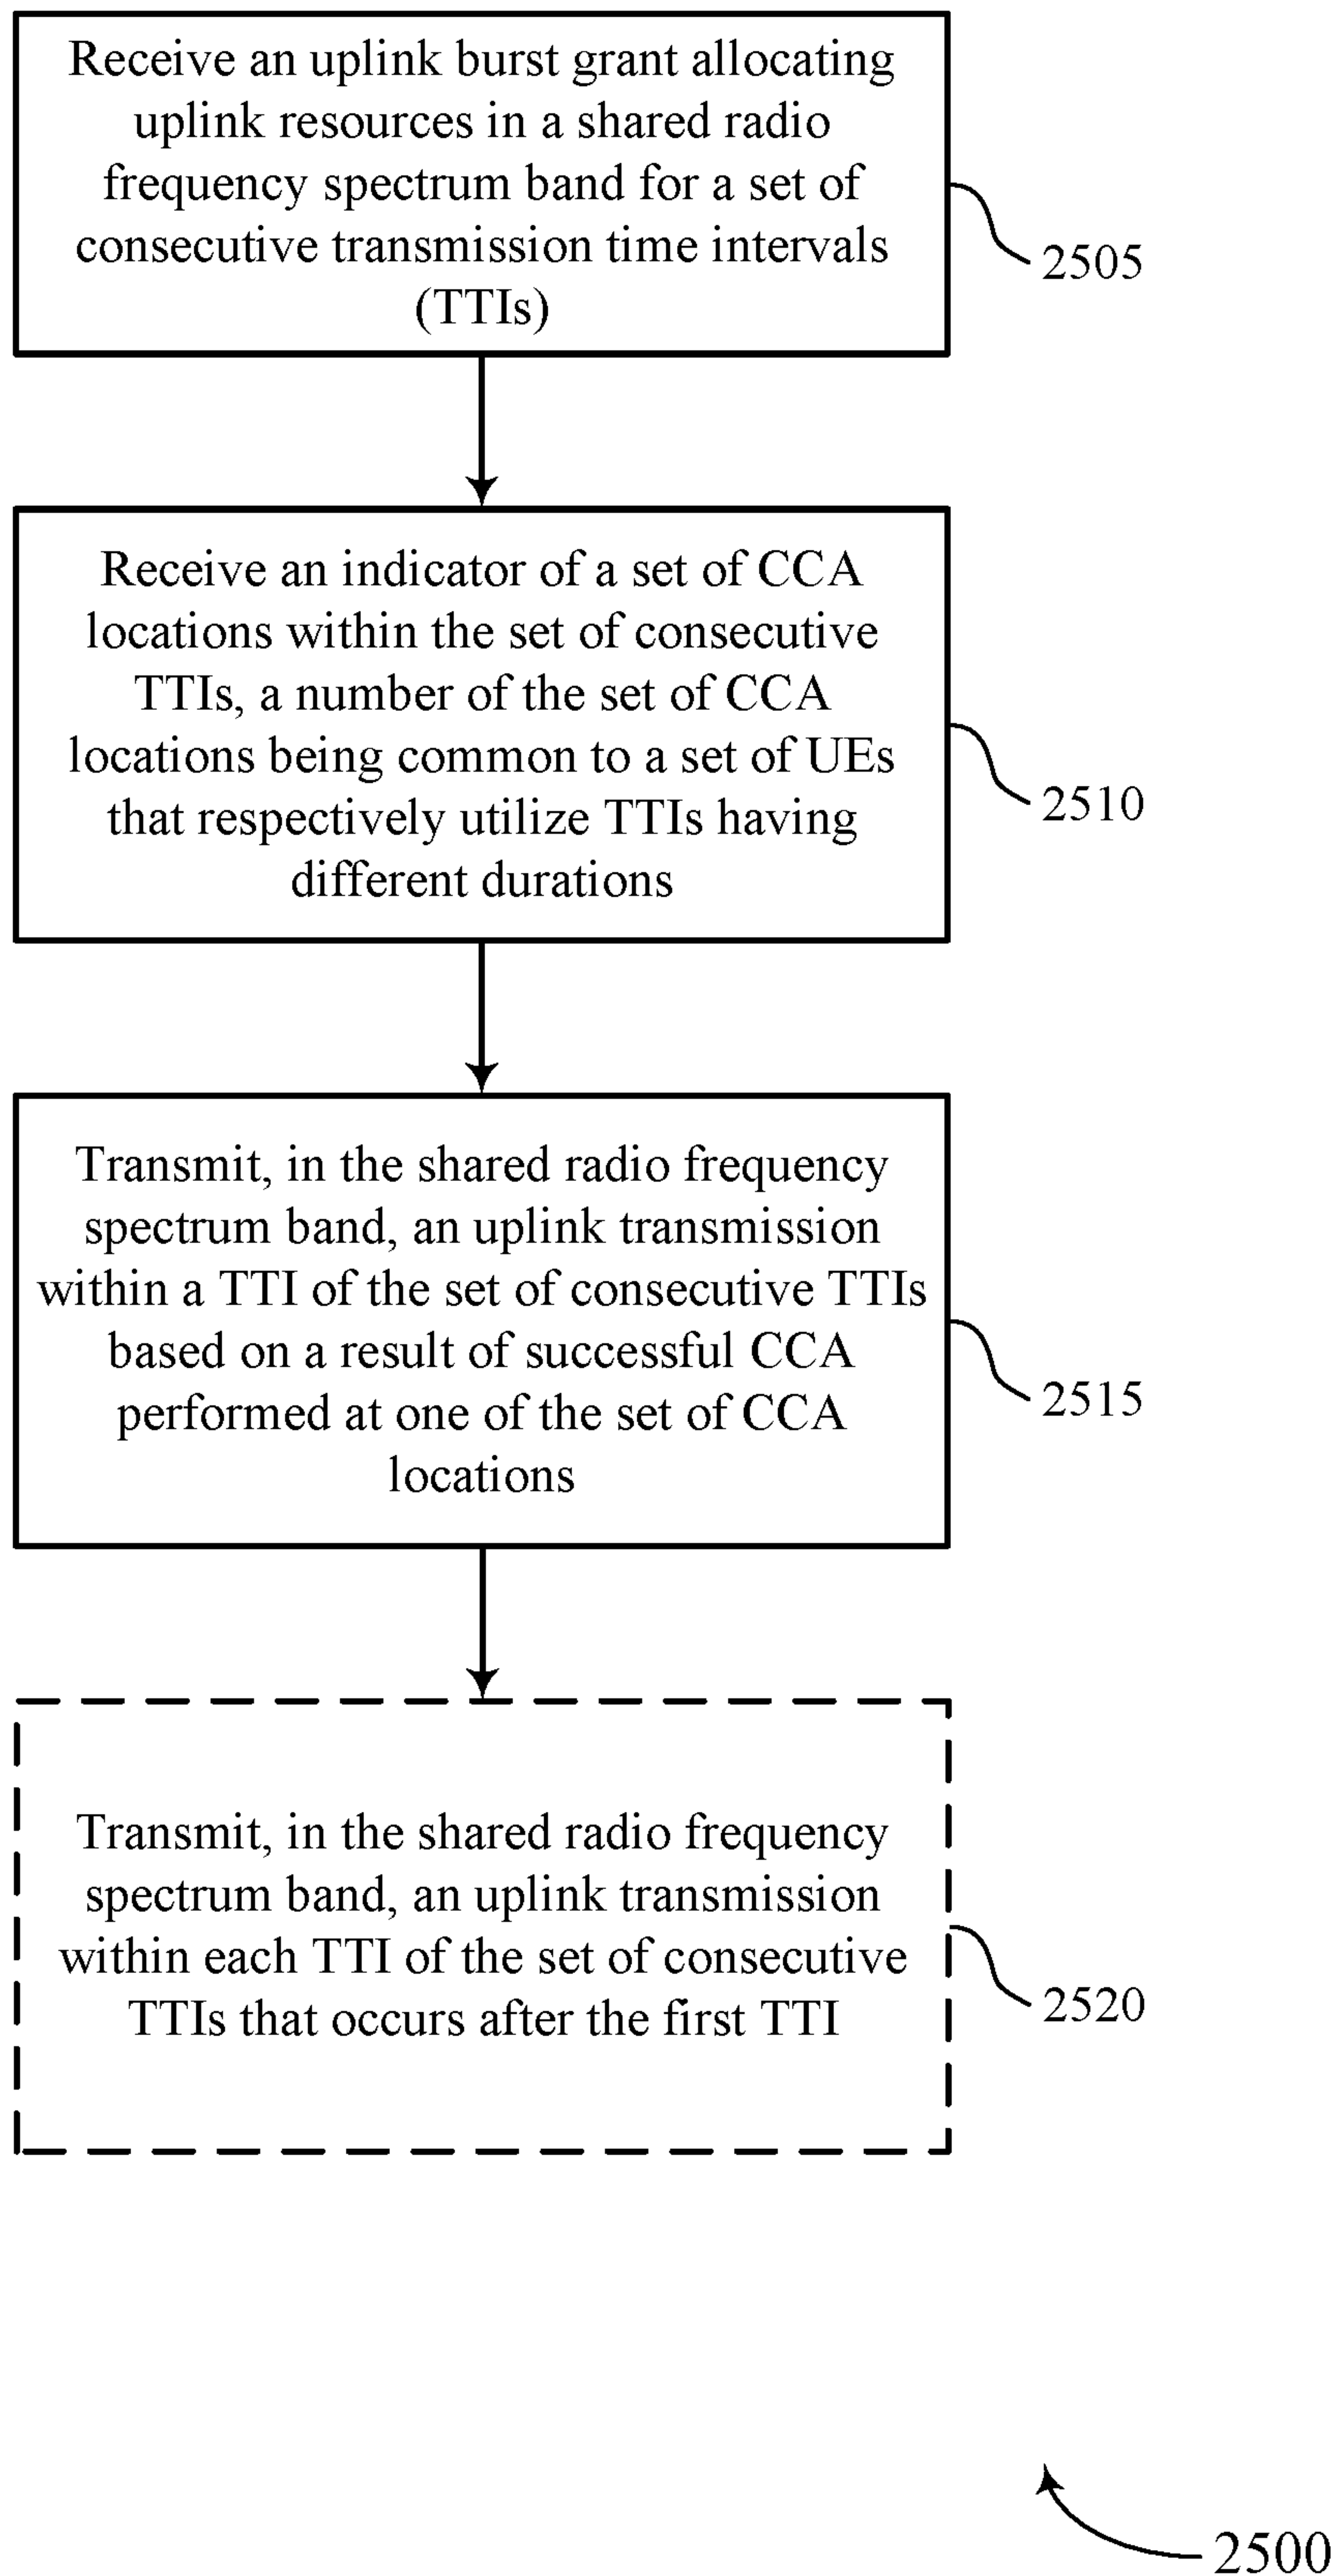 Receive an uplink burst grant allocating
uplink resources in a shared radio
frequency spectrum band for a set of
consecutive transmission time intervals
(TTIs)
2505
Receive an indicator of a set of CCA
locations within the set of consecutive
TTIs, a number of the set of CCA
locations being common to a set of UEs
that respectively utilize TTIs having
different durations
2510
Transmit, in the shared radio frequency
spectrum band, an uplink transmission
within a TTI of the set of consecutive TTIs
based on a result of successful CCA
performed at one of the set of CCA
locations
2515
Transmit, in the shared radio frequency
spectrum band, an uplink transmission
within each TTI of the set of consecutive
TTIs that occurs after the first TTI
2520
2500